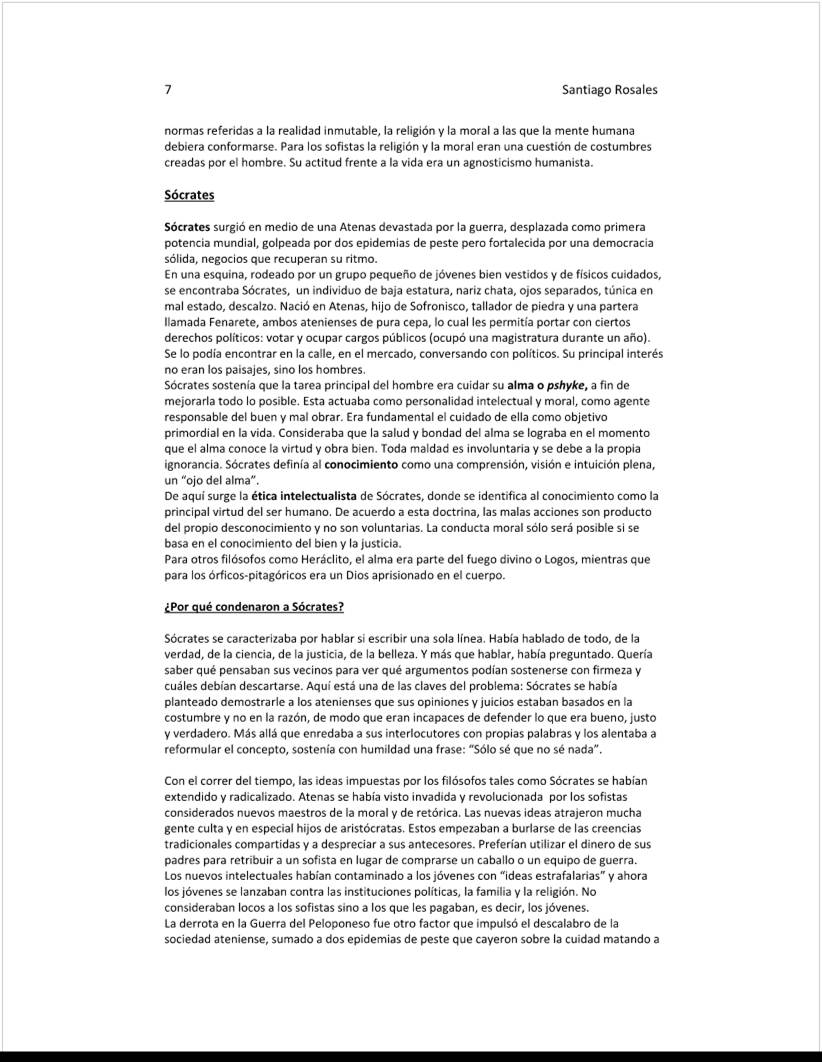 7 Santiago Rosales
normas referidas a la realidad inmutable, la religión y la moral a las que la mente humana
debiera conformarse. Para los sofistas la religión y la moral eran una cuestión de costumbres
creadas por el hombre. Su actitud frente a la vida era un agnosticismo humanista.
Sócrates
Sócrates surgió en medio de una Atenas devastada por la guerra, desplazada como primera
potencia mundial, golpeada por dos epidemias de peste pero fortalecida por una democracia
sólida, negocios que recuperan su ritmo.
En una esquina, rodeado por un grupo pequeño de jóvenes bien vestidos y de físicos cuidados,
se encontraba Sócrates, un individuo de baja estatura, nariz chata, ojos separados, túnica en
mal estado, descalzo. Nació en Atenas, hijo de Sofronisco, tallador de piedra y una partera
llamada Fenarete, ambos atenienses de pura cepa, lo cual les permitía portar con ciertos
derechos políticos: votar y ocupar cargos públicos (ocupó una magistratura durante un año).
Se lo podía encontrar en la calle, en el mercado, conversando con políticos. Su principal interés
no eran los paisajes, sino los hombres.
Sócrates sostenía que la tarea principal del hombre era cuidar su alma o pshyke, a fin de
mejorarla todo lo posible. Esta actuaba como personalidad intelectual y moral, como agente
responsable del buen y mal obrar. Era fundamental el cuidado de ella como objetivo
primordial en la vida. Consideraba que la salud y bondad del alma se lograba en el momento
que el alma conoce la virtud y obra bien. Toda maldad es involuntaria y se debe a la propia
ignorancia. Sócrates definía al conocimiento como una comprensión, visión e intuición plena,
un “ojo del alma”.
De aquí surge la ética intelectualista de Sócrates, donde se identifica al conocimiento como la
principal virtud del ser humano. De acuerdo a esta doctrina, las malas acciones son producto
del propio desconocimiento y no son voluntarias. La conducta moral sólo será posible si se
basa en el conocimiento del bien y la justicia.
Para otros filósofos como Heráclito, el alma era parte del fuego divino o Logos, mientras que
para los órficos-pitagóricos era un Dios aprisionado en el cuerpo.
¿Por qué condenaron a Sócrates?
Sócrates se caracterizaba por hablar si escribir una sola línea. Había hablado de todo, de la
verdad, de la ciencia, de la justicia, de la belleza. Y más que hablar, había preguntado. Quería
saber qué pensaban sus vecinos para ver qué argumentos podían sostenerse con firmeza y
cuáles debían descartarse. Aquí está una de las claves del problema: Sócrates se había
planteado demostrarle a los atenienses que sus opiniones y juicios estaban basados en la
costumbre y no en la razón, de modo que eran incapaces de defender lo que era bueno, justo
y verdadero. Más allá que enredaba a sus interlocutores con propias palabras y los alentaba a
reformular el concepto, sostenía con humildad una frase: “Sólo sé que no sé nada”.
Con el correr del tiempo, las ideas impuestas por los filósofos tales como Sócrates se habían
extendido y radicalizado. Atenas se había visto invadida y revolucionada por los sofistas
considerados nuevos maestros de la moral y de retórica. Las nuevas ideas atrajeron mucha
gente culta y en especial hijos de aristócratas. Estos empezaban a burlarse de las creencias
tradicionales compartidas y a despreciar a sus antecesores. Preferían utilizar el dinero de sus
padres para retribuir a un sofista en lugar de comprarse un caballo o un equipo de guerra.
Los nuevos intelectuales habían contaminado a los jóvenes con “ideas estrafalarias” y ahora
los jóvenes se lanzaban contra las instituciones políticas, la familia y la religión. No
consideraban locos a los sofistas sino a los que les pagaban, es decir, los jóvenes.
La derrota en la Guerra del Peloponeso fue otro factor que impulsó el descalabro de la
sociedad ateniense, sumado a dos epidemias de peste que cayeron sobre la cuidad matando a